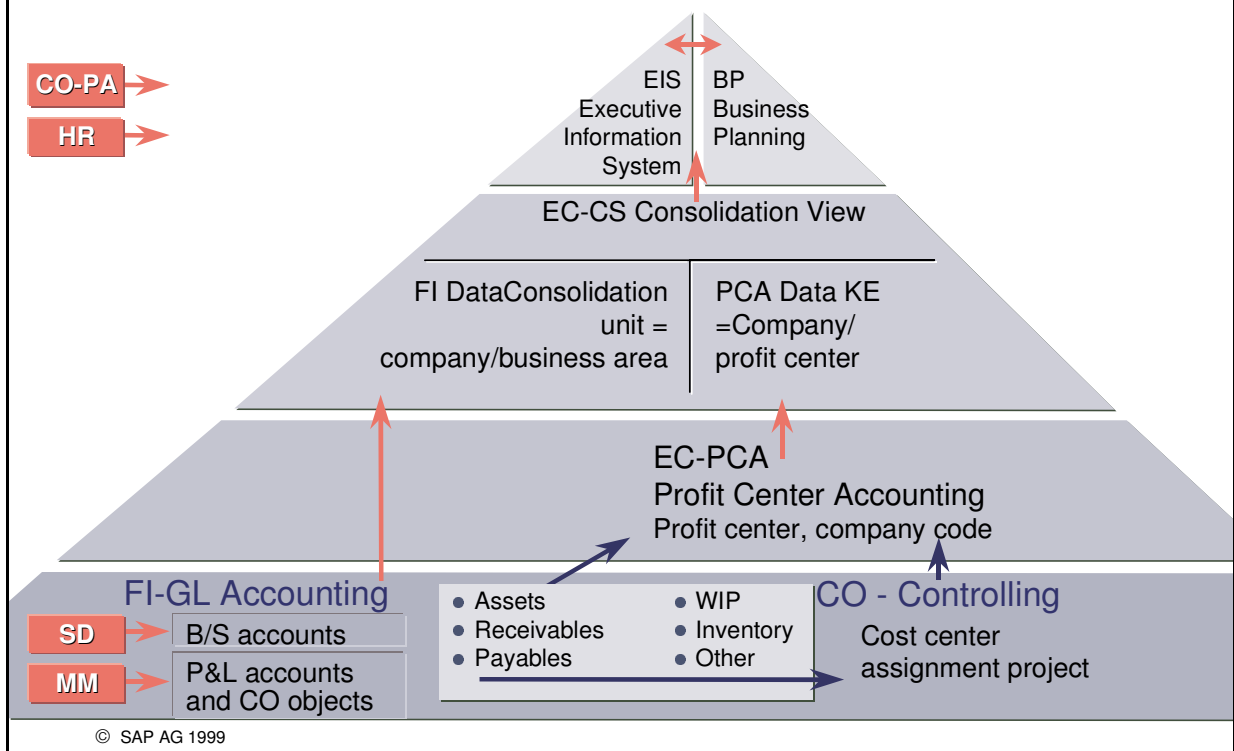 CO-PA
HR
EIS
Executive
Information
System
BP
Business
Planning
EC-CS Consolidation View
FI DataConsolidation
unit =
company/business area
PCA Data KE
=Company/
profit center
EC-PCA
Profit Center Accounting
Profit center, company code
FI-GL Accounting
SD
B/S accounts
MM
P&L accounts
and CO objects
• Assets
• Receivables
• Payables
• WIP
• Inventory
• Other
CO - Controlling
Cost center
assignment project
© SAP AG 1999